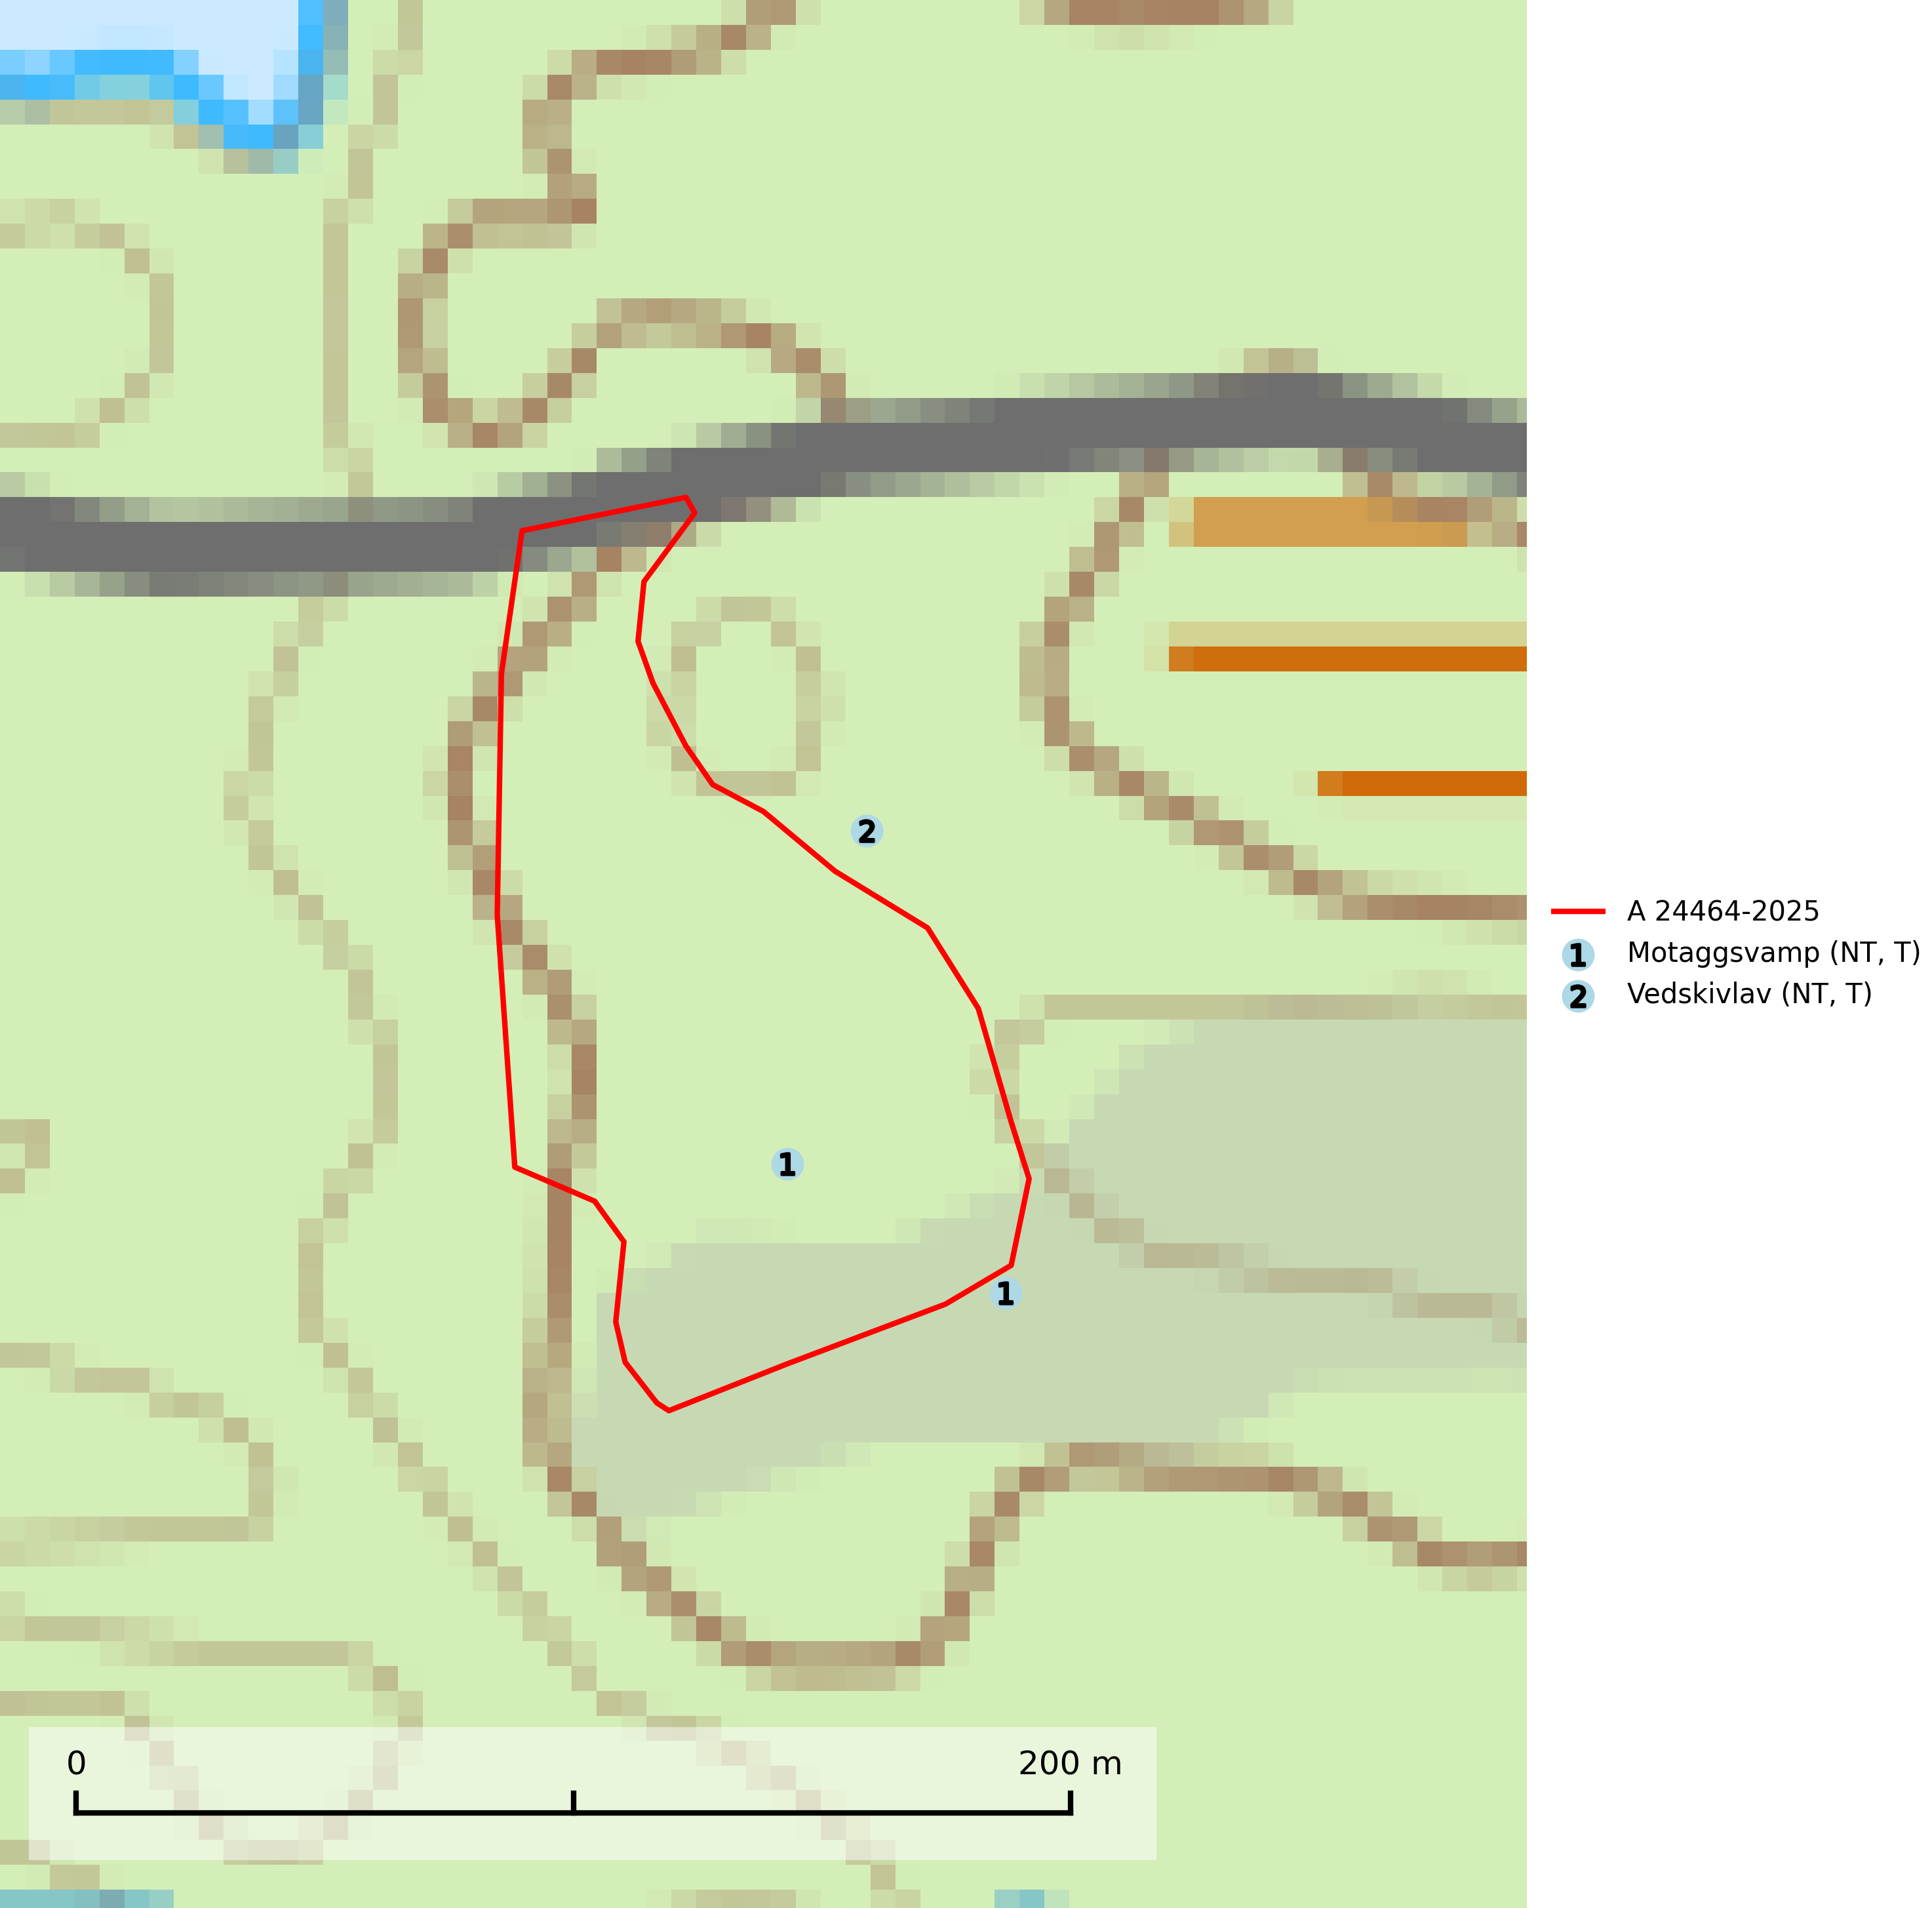 2
1
1
A 24464-2025
1 Motaggsvamp (NT, T)
2 Vedskivlav (NT, T)
0 200 m